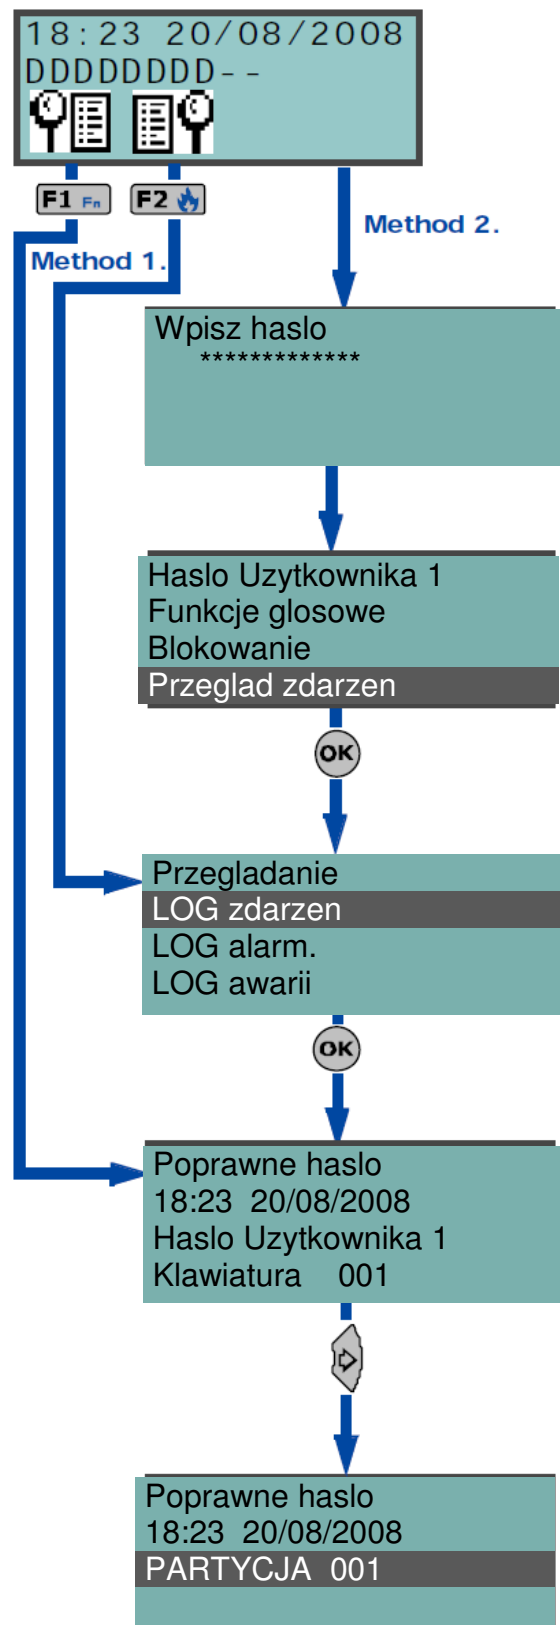 18:23 20/08/2008
DDDDDDDD--
F1 Fn F2
Method 2.
Method 1.
Wpisz haslo
*************
Haslo Uzytkownika 1
Funkcje glosowe
Blokowanie
Przeglad zdarzen
OK
Przegladanie
LOG zdarzen
LOG alarm.
LOG awarii
OK
Poprawne haslo
18:23 20/08/2008
Haslo Uzytkownika 1
Klawiatura 001
Poprawne haslo
18:23 20/08/2008
PARTYCJA 001